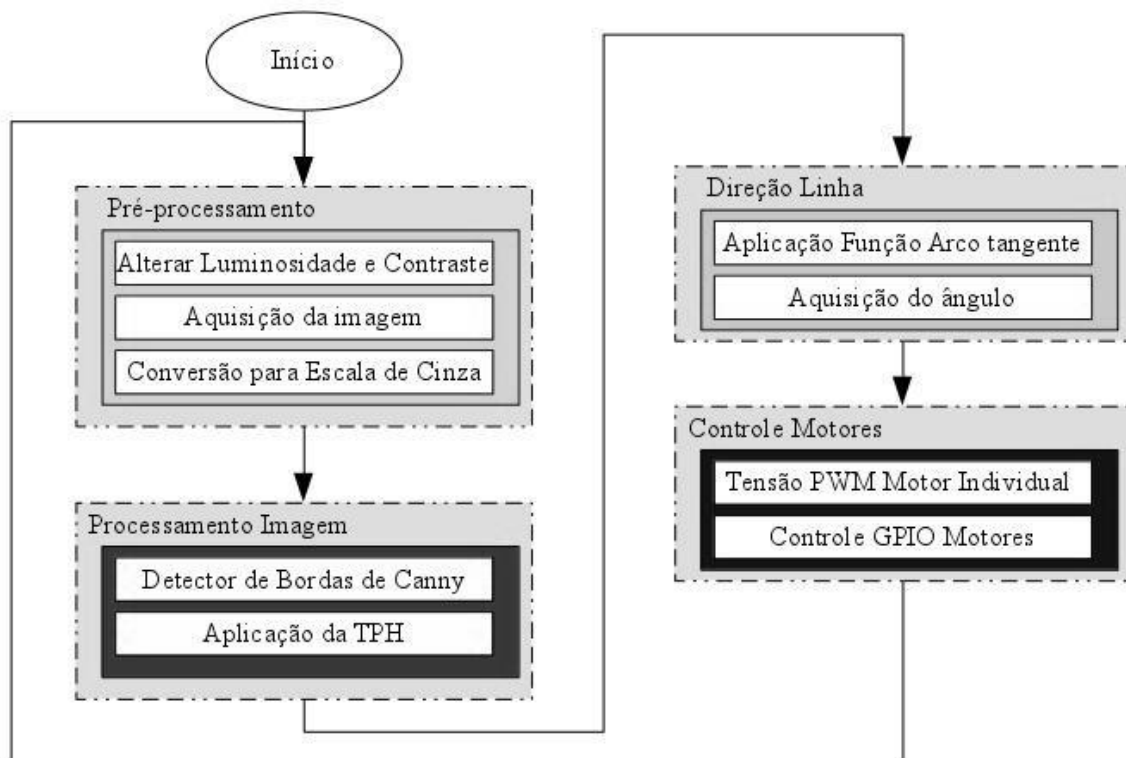 Início
Pré-processamento
Alterar Luminosidade e Contraste
Aquisição da imagem
Conversão para Escala de Cinza
Processamento Imagem
Detector de Bordas de Canny
Aplicação da TPH
Direção Linha
Aplicação Função Arco tangente
Aquisição do ângulo
Controle Motores
Tensão PWM Motor Individual
Controle GPIO Motores